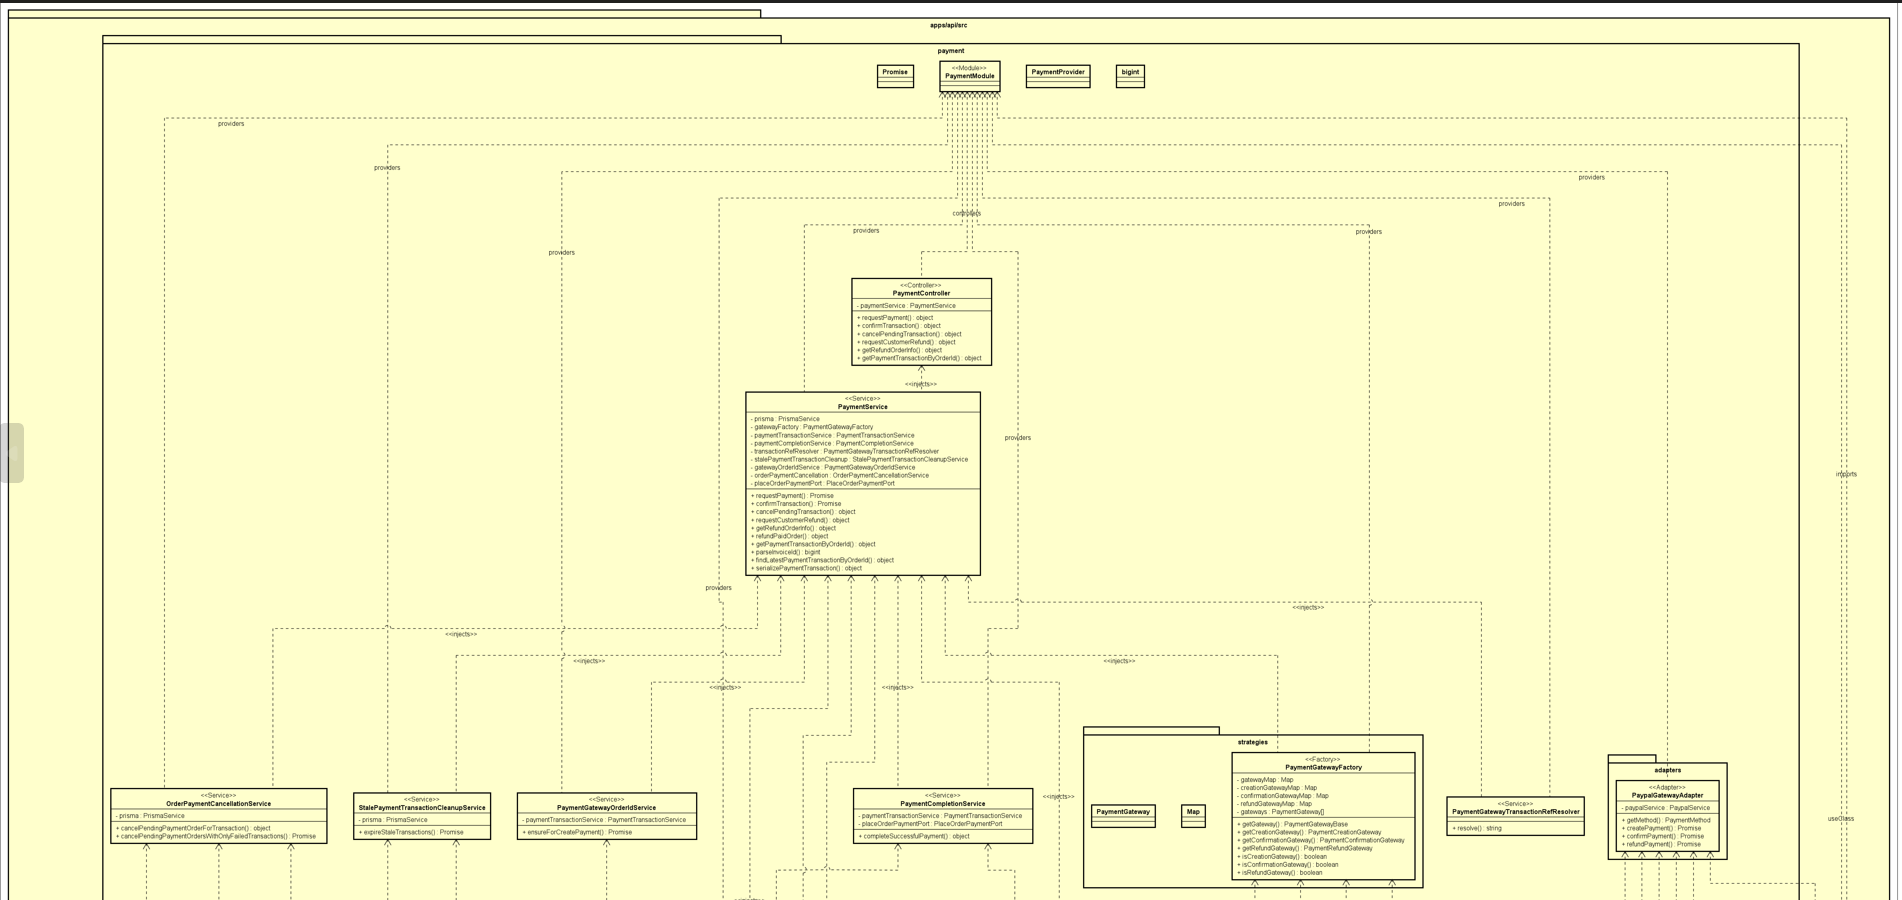 apps/api/src
payment
Promise
<<Module>>
PaymentModule
PaymentProvider
bigint
providers
providers
providers
providers
controllers
providers
providers
providers
<<Controller>>
PaymentController
- paymentService : PaymentService
+ requestPayment() : object
+ confirmTransaction() : object
+ cancelPendingTransaction() : object
+ requestCustomerRefund() : object
+ getRefundOrderInfo() : object
+ getPaymentTransactionByOrderId() : object
<<injects>>
<<Service>>
PaymentService
- prisma : PrismaService
- gatewayFactory : PaymentGatewayFactory
- paymentTransactionService : PaymentTransactionService
- paymentCompletionService : PaymentCompletionService
- transactionRefResolver : PaymentGatewayTransactionRefResolver
- stalePaymentTransactionCleanup : StalePaymentTransactionCleanupService
- gatewayOrderIdService : PaymentGatewayOrderIdService
- orderPaymentCancellation : OrderPaymentCancellationService
- placeOrderPaymentPort : PlaceOrderPaymentPort
+ requestPayment() : Promise
+ confirmTransaction() : Promise
+ cancelPendingTransaction() : object
+ requestCustomerRefund() : object
+ getRefundOrderInfo() : object
+ refundPaidOrder() : object
+ getPaymentTransactionByOrderId() : object
+ parseInvoiceId() : bigint
+ findLatestPaymentTransactionByOrderId() : object
+ serializePaymentTransaction() : object
providers
imports
providers
<<injects>>
<<injects>>
<<injects>>
<<injects>>
<<injects>>
<<injects>>
<<Service>>
OrderPaymentCancellationService
- prisma : PrismaService
+ cancelPendingPaymentOrderForTransaction() : object
+ cancelPendingPaymentOrdersWithOnlyFailedTransactions() : Promise
<<Service>>
StalePaymentTransactionCleanupService
- prisma : PrismaService
+ expireStaleTransactions() : Promise
<<Service>>
PaymentGatewayOrderIdService
- paymentTransactionService : PaymentTransactionService
+ ensureForCreatePayment() : Promise
<<Service>>
PaymentCompletionService
- paymentTransactionService : PaymentTransactionService
- placeOrderPaymentPort : PlaceOrderPaymentPort
+ completeSuccessfulPayment() : object
<<injects>>
strategies
PaymentGateway
Map
<<Factory>>
PaymentGatewayFactory
- gatewayMap : Map
- creationGatewayMap : Map
- confirmationGatewayMap : Map
- refundGatewayMap : Map
- gateways : PaymentGateway[]
+ getGateway() : PaymentGatewayBase
+ getCreationGateway() : PaymentCreationGateway
+ getConfirmationGateway() : PaymentConfirmationGateway
+ getRefundGateway() : PaymentRefundGateway
+ isCreationGateway() : boolean
+ isConfirmationGateway() : boolean
+ isRefundGateway() : boolean
<<Service>>
PaymentGatewayTransactionRefResolver
+ resolve() : string
adapters
<<Adapter>>
PaypalGatewayAdapter
- paypalService : PaypalService
+ getMethod() : PaymentMethod
+ createPayment() : Promise
+ confirmPayment() : Promise
+ refundPayment() : Promise
useClass